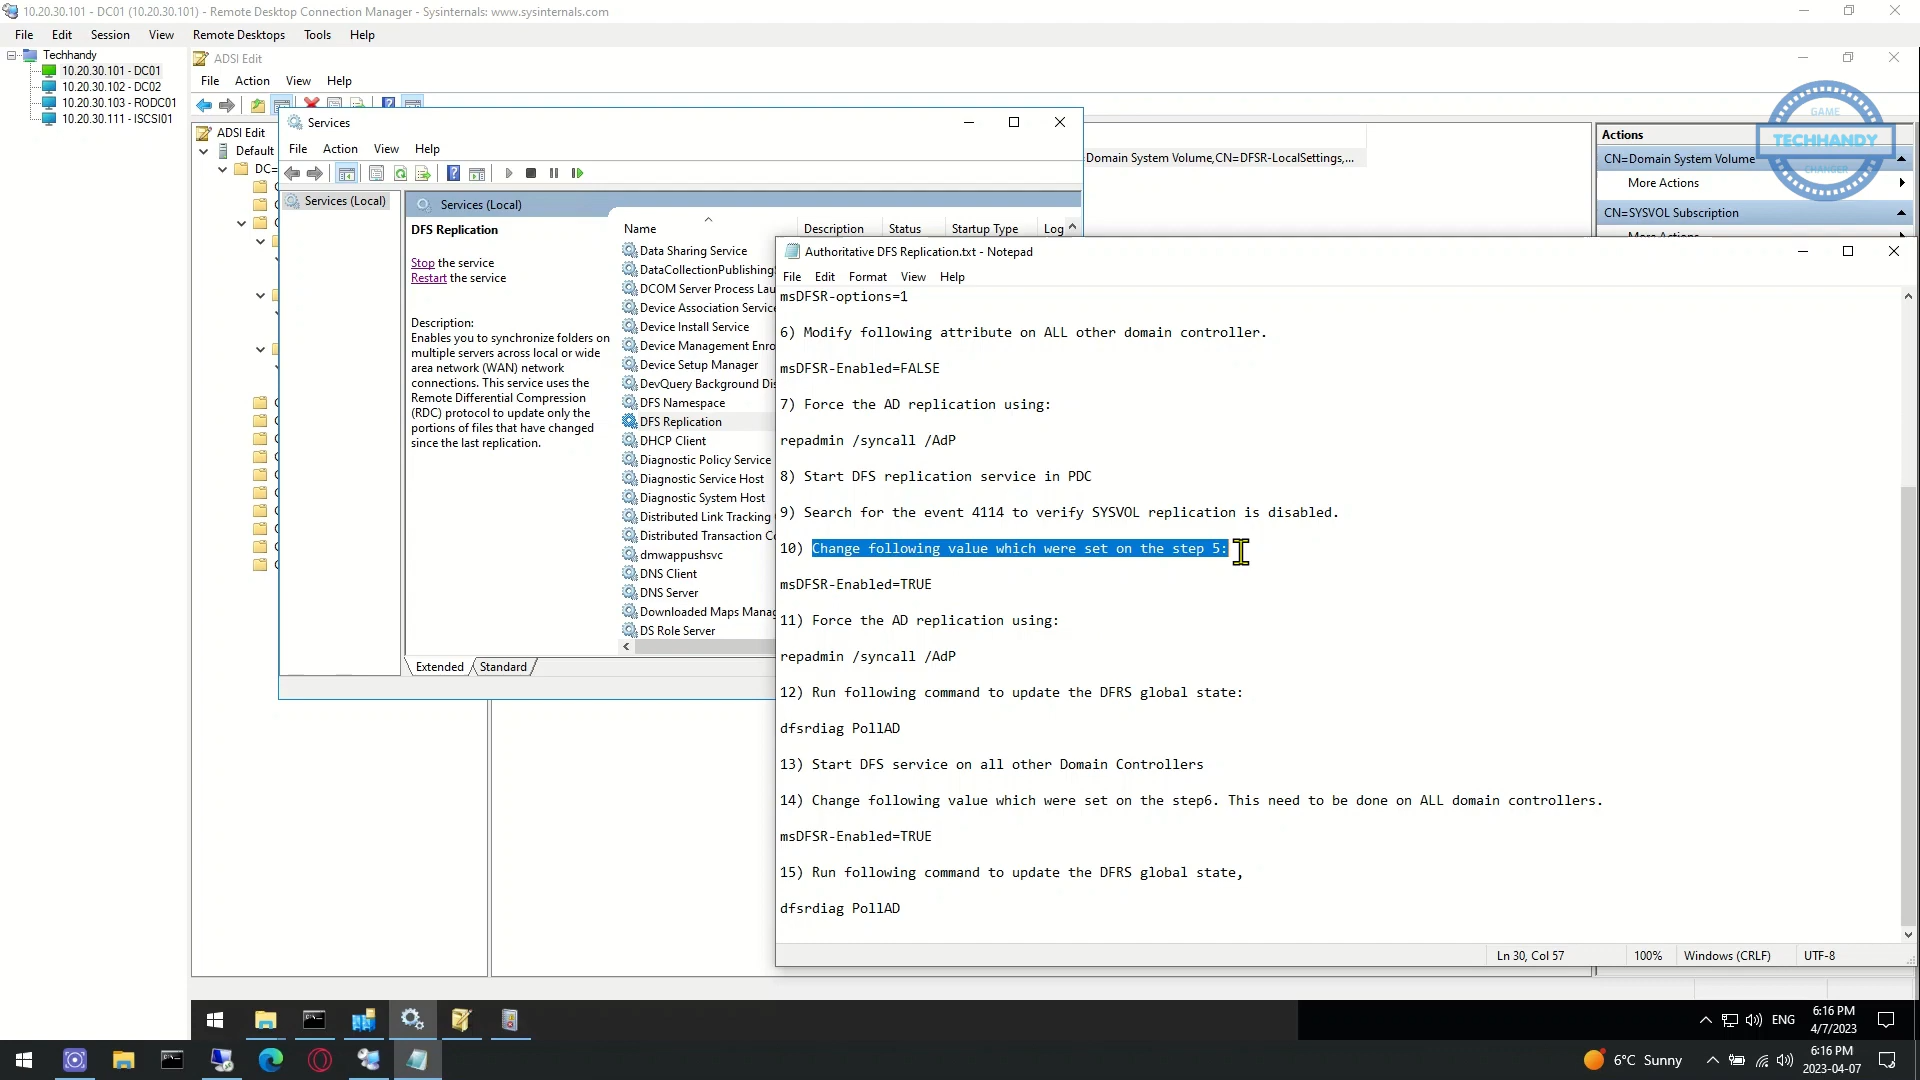 10.20.30.101 - DC01 (10.20.30.101) - Remote Desktop Connection Manager - Sysinternals: www.sysinternals.com
File Edit Session View Remote Desktops Tools Help
Techhandy
10.20.30.101 - DC01
10.20.30.102 - DC02
10.20.30.103 - RODC01
10.20.30.111 - ISCSI01
ADSI Edit
File Action View Help
ADSI Edit
Default
DC=
Services
File Action View Help
Services (Local)
Services (Local)
DFS Replication
Stop the service
Restart the service
Description:
Enables you to synchronize folders on
multiple servers across local or wide
area network (WAN) network
connections. This service uses the
Remote Differential Compression
(RDC) protocol to update only the
portions of files that have changed
since the last replication.
Name Description Status Startup Type Log
Data Sharing Service
DataCollectionPublishing
DCOM Server Process Lau
Device Association Service
Device Install Service
Device Management Enro
Device Setup Manager
DevQuery Background Dis
DFS Namespace
DFS Replication
DHCP Client
Diagnostic Policy Service
Diagnostic Service Host
Diagnostic System Host
Distributed Link Tracking
Distributed Transaction Co
dmwappushsvc
DNS Client
DNS Server
Downloaded Maps Manag
DS Role Server
Extended Standard
Domain System Volume,CN=DFSR-LocalSettings,...
Actions
CN=Domain System Volume
More Actions
CN=SYSVOL Subscription
More Actions
GAME
TECHHANDY
CHANGER
Authoritative DFS Replication.txt - Notepad
File Edit Format View Help
msDFSR-options=1
6) Modify following attribute on ALL other domain controller.
msDFSR-Enabled=FALSE
7) Force the AD replication using:
repadmin /syncall /AdP
8) Start DFS replication service in PDC
9) Search for the event 4114 to verify SYSVOL replication is disabled.
10) Change following value which were set on the step 5:
msDFSR-Enabled=TRUE
11) Force the AD replication using:
repadmin /syncall /AdP
12) Run following command to update the DFRS global state:
dfsrdiag PollAD
13) Start DFS service on all other Domain Controllers
14) Change following value which were set on the step6. This need to be done on ALL domain controllers.
msDFSR-Enabled=TRUE
15) Run following command to update the DFRS global state,
dfsrdiag PollAD
Ln 30, Col 57 100% Windows (CRLF) UTF-8
ENG 6:16 PM
4/7/2023
6°C Sunny 6:16 PM
2023-04-07